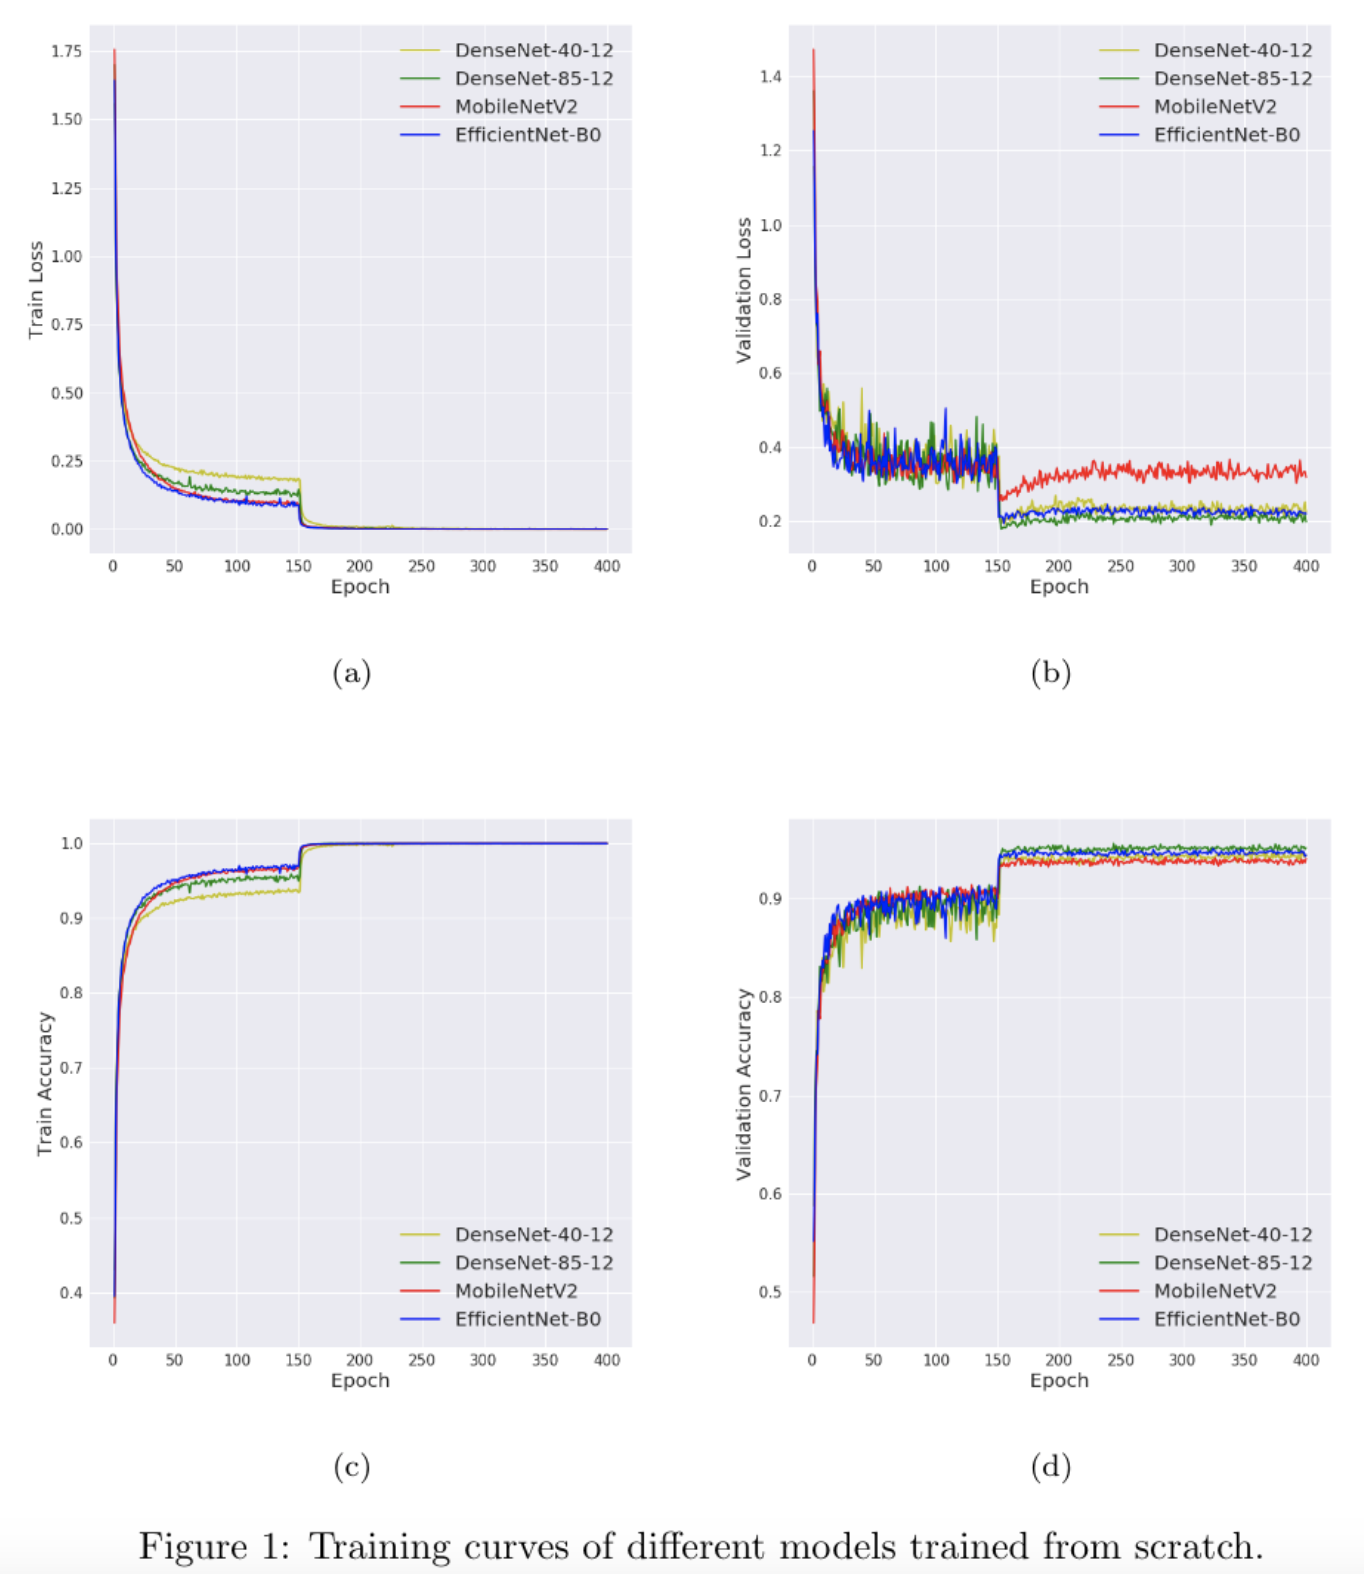 1.75
1.50
1.25
1.00
0.75
0.50
0.25
0.00
Train Loss
DenseNet-40-12
DenseNet-85-12
MobileNetV2
EfficientNet-B0
0 50 100 150 200 250 300 350 400
Epoch
(a)
1.4
1.2
1.0
0.8
0.6
0.4
0.2
Validation Loss
DenseNet-40-12
DenseNet-85-12
MobileNetV2
EfficientNet-B0
0 50 100 150 200 250 300 350 400
Epoch
(b)
1.0
0.9
0.8
0.7
0.6
0.5
0.4
Train Accuracy
DenseNet-40-12
DenseNet-85-12
MobileNetV2
EfficientNet-B0
0 50 100 150 200 250 300 350 400
Epoch
(c)
0.9
0.8
0.7
0.6
0.5
Validation Accuracy
DenseNet-40-12
DenseNet-85-12
MobileNetV2
EfficientNet-B0
0 50 100 150 200 250 300 350 400
Epoch
(d)
Figure 1: Training curves of different models trained from scratch.